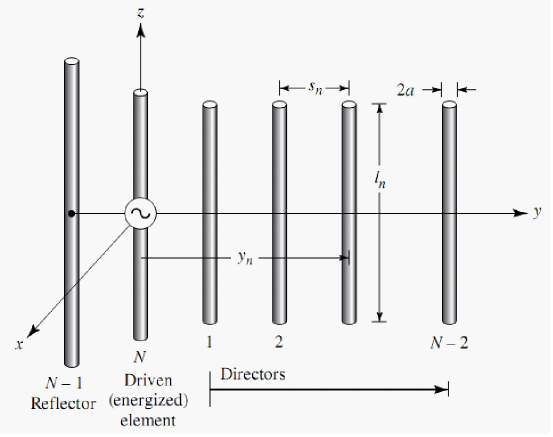 z
s_n
2a
l_n
y
y_n
x
1
2
N – 2
N
N – 1
Driven
Directors
Reflector
(energized)
element